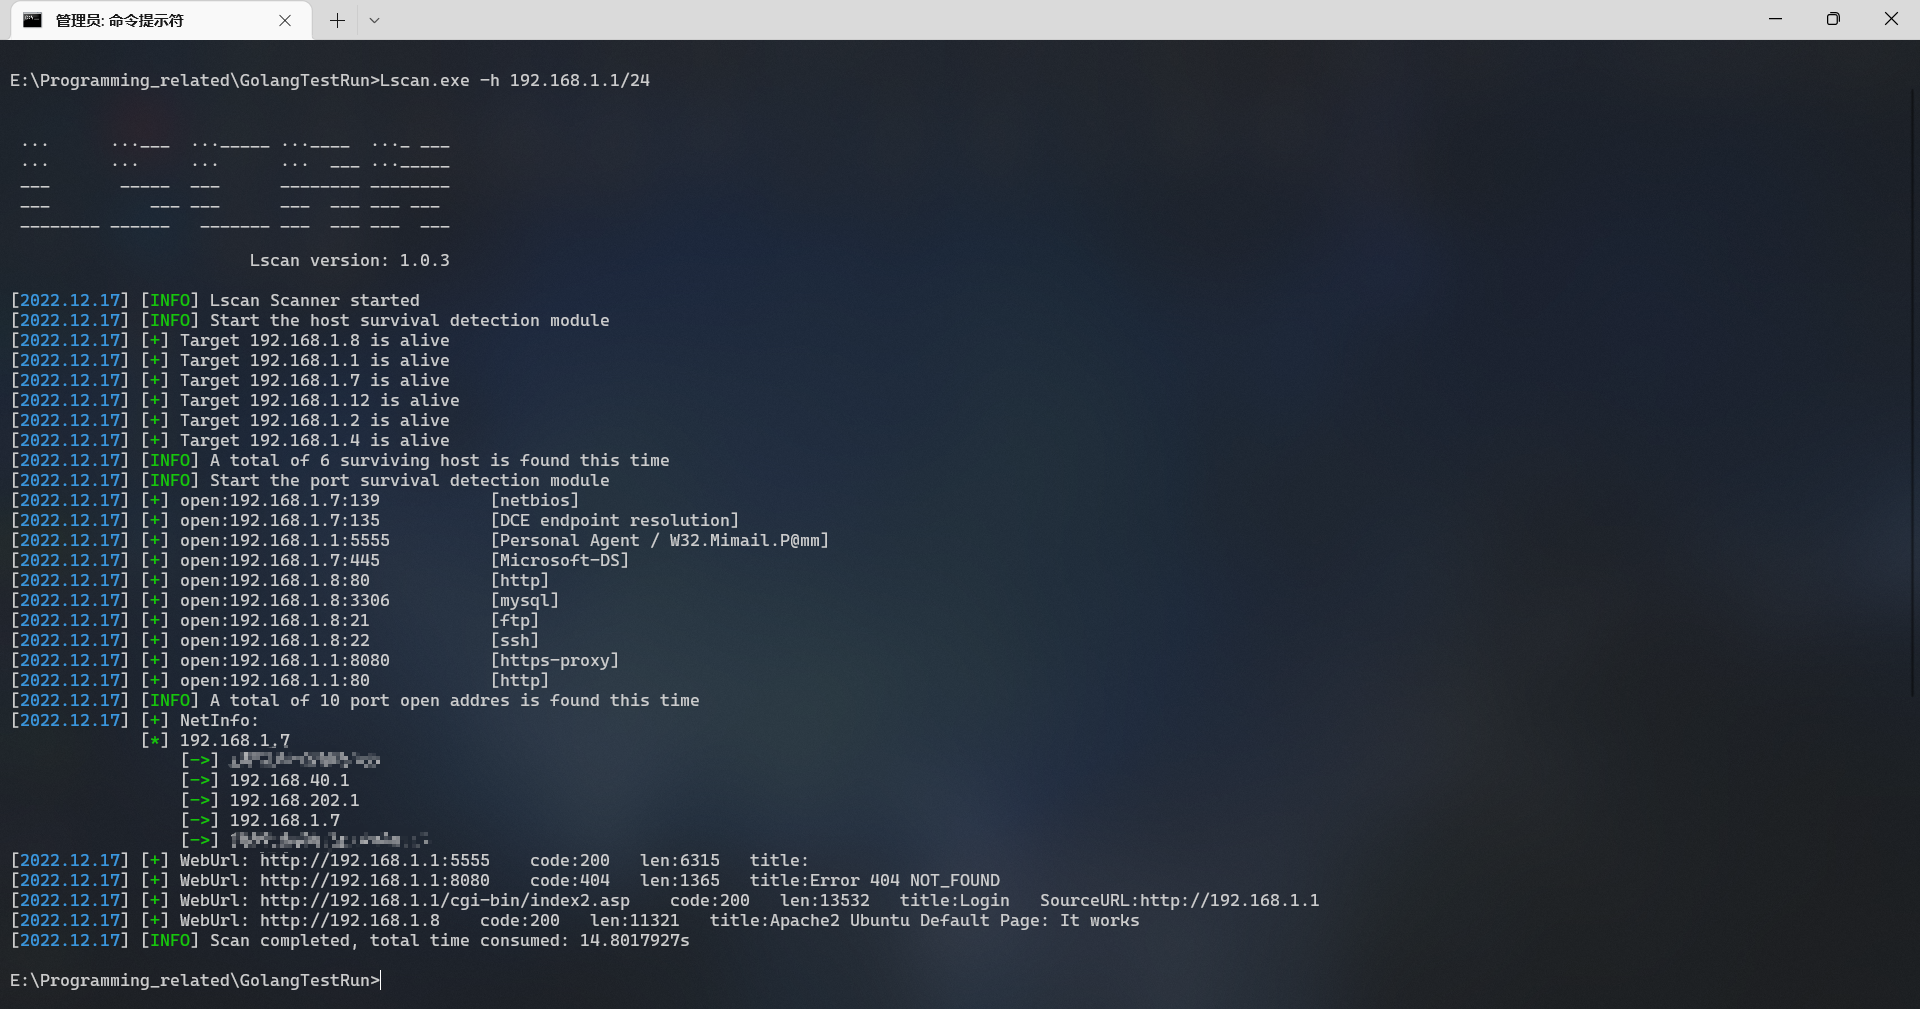 管理员: 命令提示符
E:\Programming_related\GolangTestRun>Lscan.exe -h 192.168.1.1/24
Lscan version: 1.0.3
[2022.12.17] [INFO] Lscan Scanner started
[2022.12.17] [INFO] Start the host survival detection module
[2022.12.17] [+] Target 192.168.1.8 is alive
[2022.12.17] [+] Target 192.168.1.1 is alive
[2022.12.17] [+] Target 192.168.1.7 is alive
[2022.12.17] [+] Target 192.168.1.12 is alive
[2022.12.17] [+] Target 192.168.1.2 is alive
[2022.12.17] [+] Target 192.168.1.4 is alive
[2022.12.17] [INFO] A total of 6 surviving host is found this time
[2022.12.17] [INFO] Start the port survival detection module
[2022.12.17] [+] open:192.168.1.7:139 [netbios]
[2022.12.17] [+] open:192.168.1.7:135 [DCE endpoint resolution]
[2022.12.17] [+] open:192.168.1.1:5555 [Personal Agent / W32.Mimail.P@mm]
[2022.12.17] [+] open:192.168.1.7:445 [Microsoft-DS]
[2022.12.17] [+] open:192.168.1.8:80 [http]
[2022.12.17] [+] open:192.168.1.8:3306 [mysql]
[2022.12.17] [+] open:192.168.1.8:21 [ftp]
[2022.12.17] [+] open:192.168.1.8:22 [ssh]
[2022.12.17] [+] open:192.168.1.1:8080 [https-proxy]
[2022.12.17] [+] open:192.168.1.1:80 [http]
[2022.12.17] [INFO] A total of 10 port open addres is found this time
[2022.12.17] [+] NetInfo:
[*] 192.168.1.7
[->]
[->] 192.168.40.1
[->] 192.168.202.1
[->] 192.168.1.7
[->]
[2022.12.17] [+] WebUrl: http://192.168.1.1:5555 code:200 len:6315 title:
[2022.12.17] [+] WebUrl: http://192.168.1.1:8080 code:404 len:1365 title:Error 404 NOT_FOUND
[2022.12.17] [+] WebUrl: http://192.168.1.1/cgi-bin/index2.asp code:200 len:13532 title:Login SourceURL:http://192.168.1.1
[2022.12.17] [+] WebUrl: http://192.168.1.8 code:200 len:11321 title:Apache2 Ubuntu Default Page: It works
[2022.12.17] [INFO] Scan completed, total time consumed: 14.8017927s
E:\Programming_related\GolangTestRun>